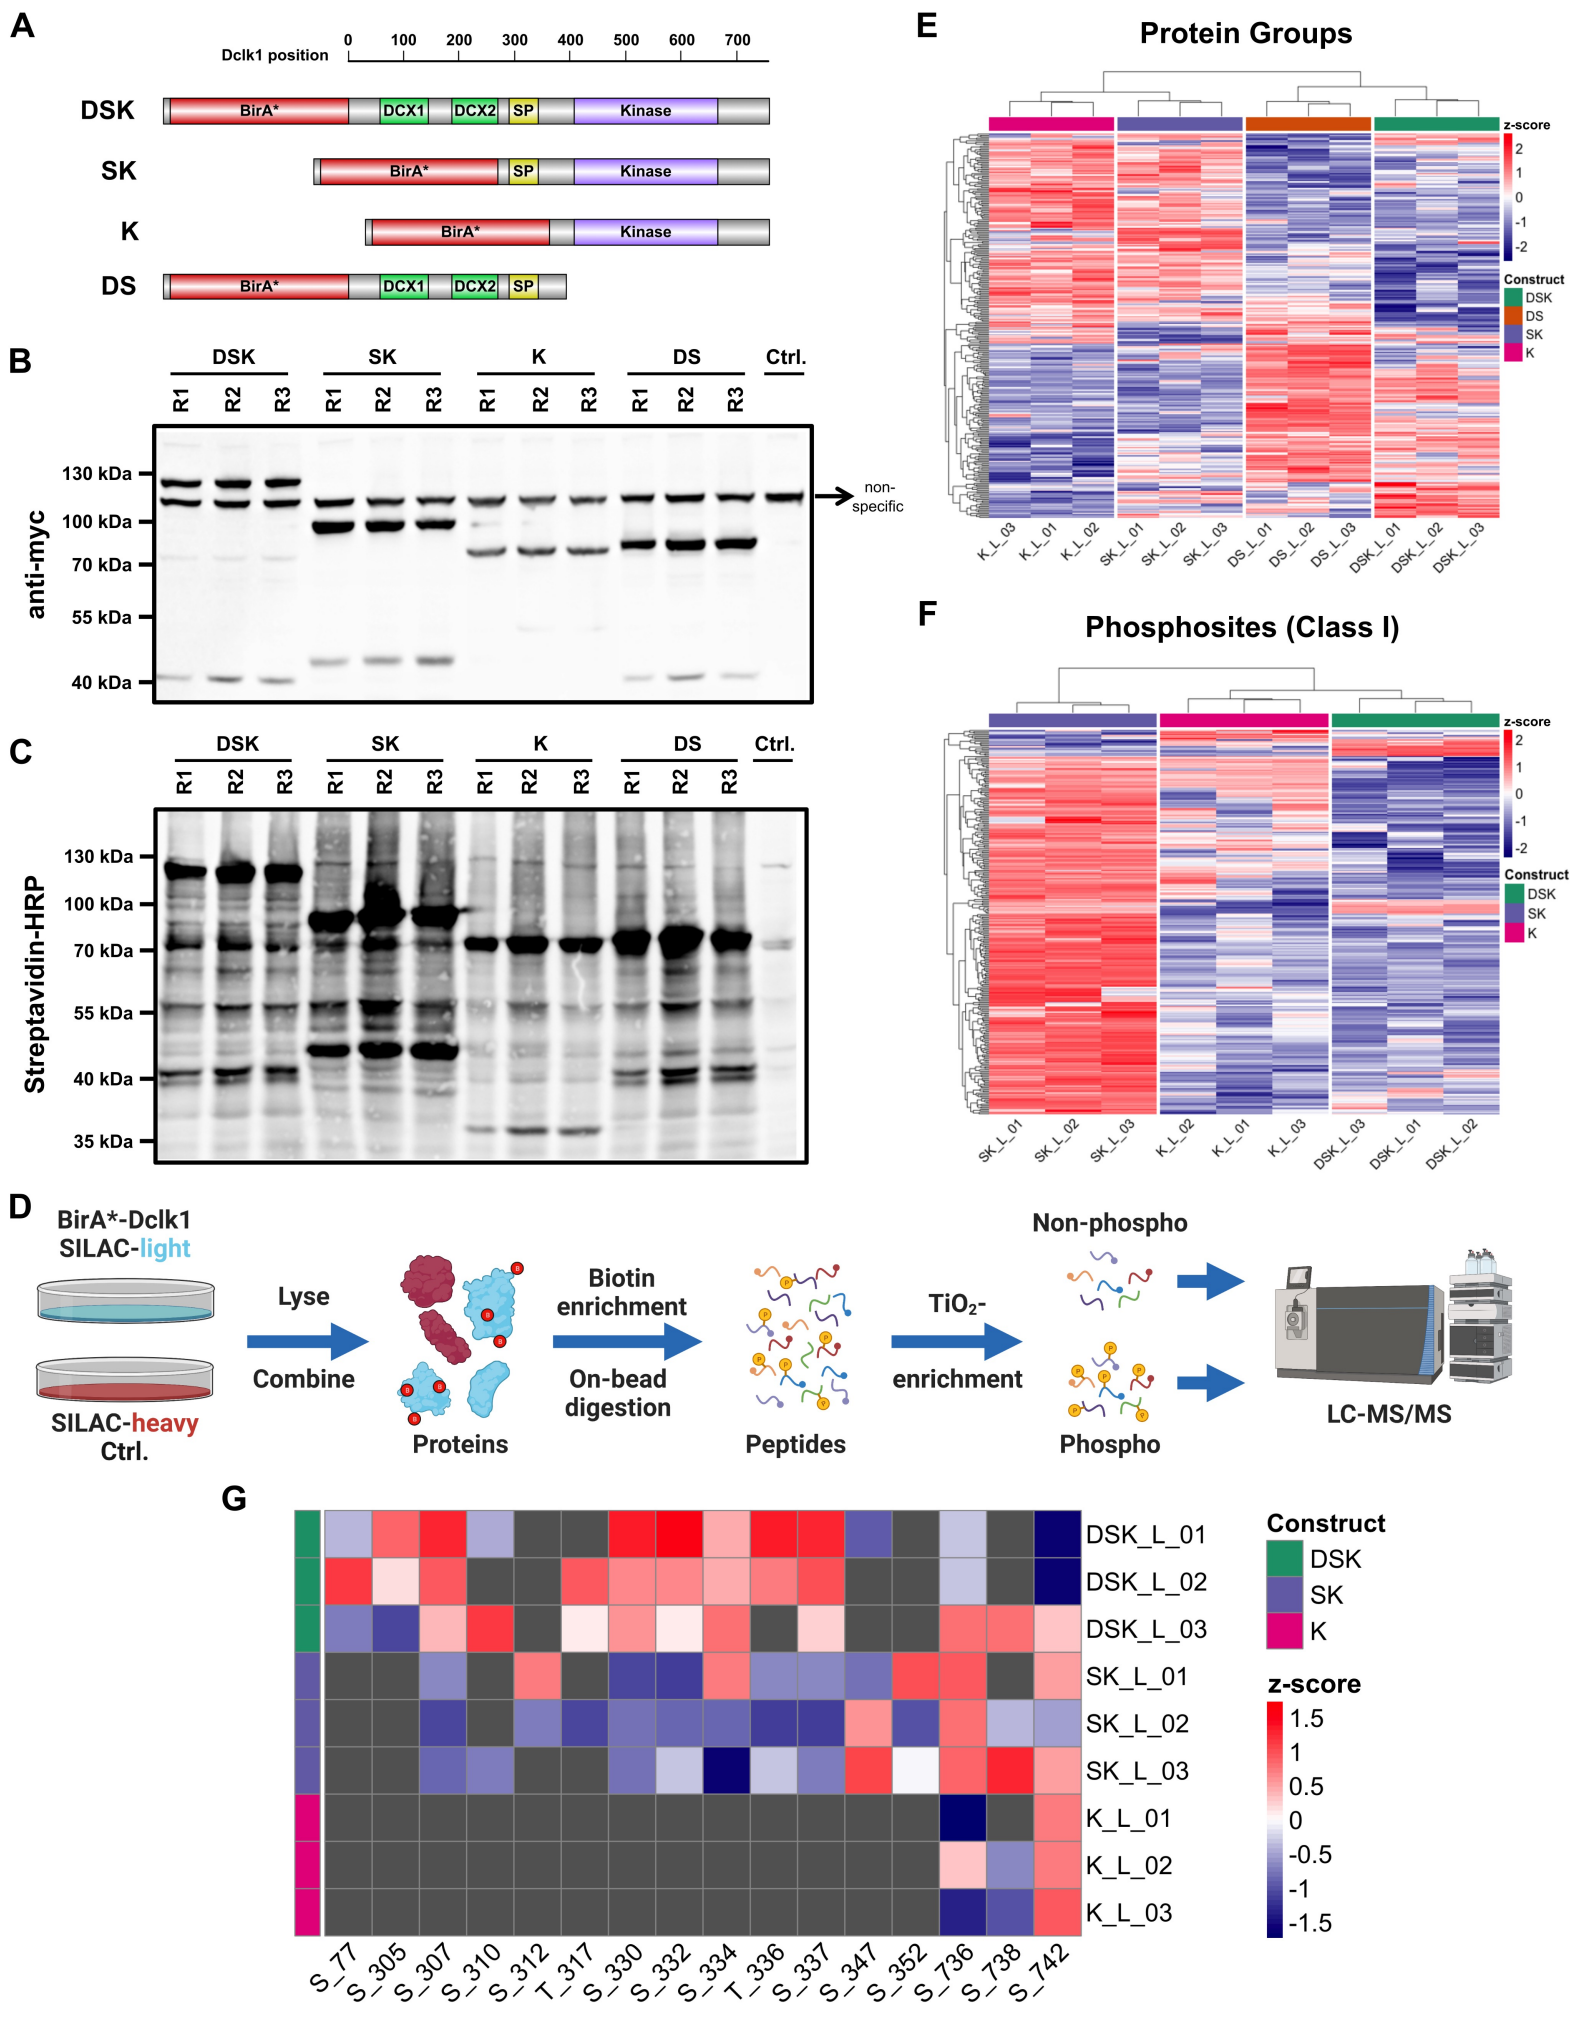 A
0 100 200 300 400 500 600 700
Dclk1 position
DSK BirA* DCX1 DCX2 SP Kinase
SK BirA* SP Kinase
K BirA* Kinase
DS BirA* DCX1 DCX2 SP
B
DSK SK K DS Ctrl.
R1 R2 R3 R1 R2 R3 R1 R2 R3 R1 R2 R3
anti-myc
130 kDa
100 kDa
70 kDa
55 kDa
40 kDa
non-
specific
C
DSK SK K DS Ctrl.
R1 R2 R3 R1 R2 R3 R1 R2 R3 R1 R2 R3
Streptavidin-HRP
130 kDa
100 kDa
70 kDa
55 kDa
40 kDa
35 kDa
D
BirA*-Dclk1
SILAC-light
SILAC-heavy
Ctrl.
Lyse
Combine
B
B
B
B
B
B
Proteins
Biotin
enrichment
On-bead
digestion
P
P
P
P
P
P
Peptides
TiO2-
enrichment
Non-phospho
P
P
P
P
P
P
Phospho
LC-MS/MS
E
Protein Groups
z-score
2
1
0
-1
-2
Construct
DSK
DS
SK
K
K_L_03 K_L_01 K_L_02 SK_L_01 SK_L_02 SK_L_03 DS_L_01 DS_L_02 DS_L_03 DSK_L_01 DSK_L_02 DSK_L_03
F
Phosphosites (Class I)
z-score
2
1
0
-1
-2
Construct
DSK
SK
K
SK_L_01 SK_L_02 SK_L_03 K_L_02 K_L_01 K_L_03 DSK_L_03 DSK_L_01 DSK_L_02
G
DSK_L_01
DSK_L_02
DSK_L_03
SK_L_01
SK_L_02
SK_L_03
K_L_01
K_L_02
K_L_03
S_77 S_305 S_307 S_310 S_312 T_317 S_330 S_332 S_334 T_336 S_337 S_347 S_352 S_736 S_738 S_742
Construct
DSK
SK
K
z-score
1.5
1
0.5
0
-0.5
-1
-1.5